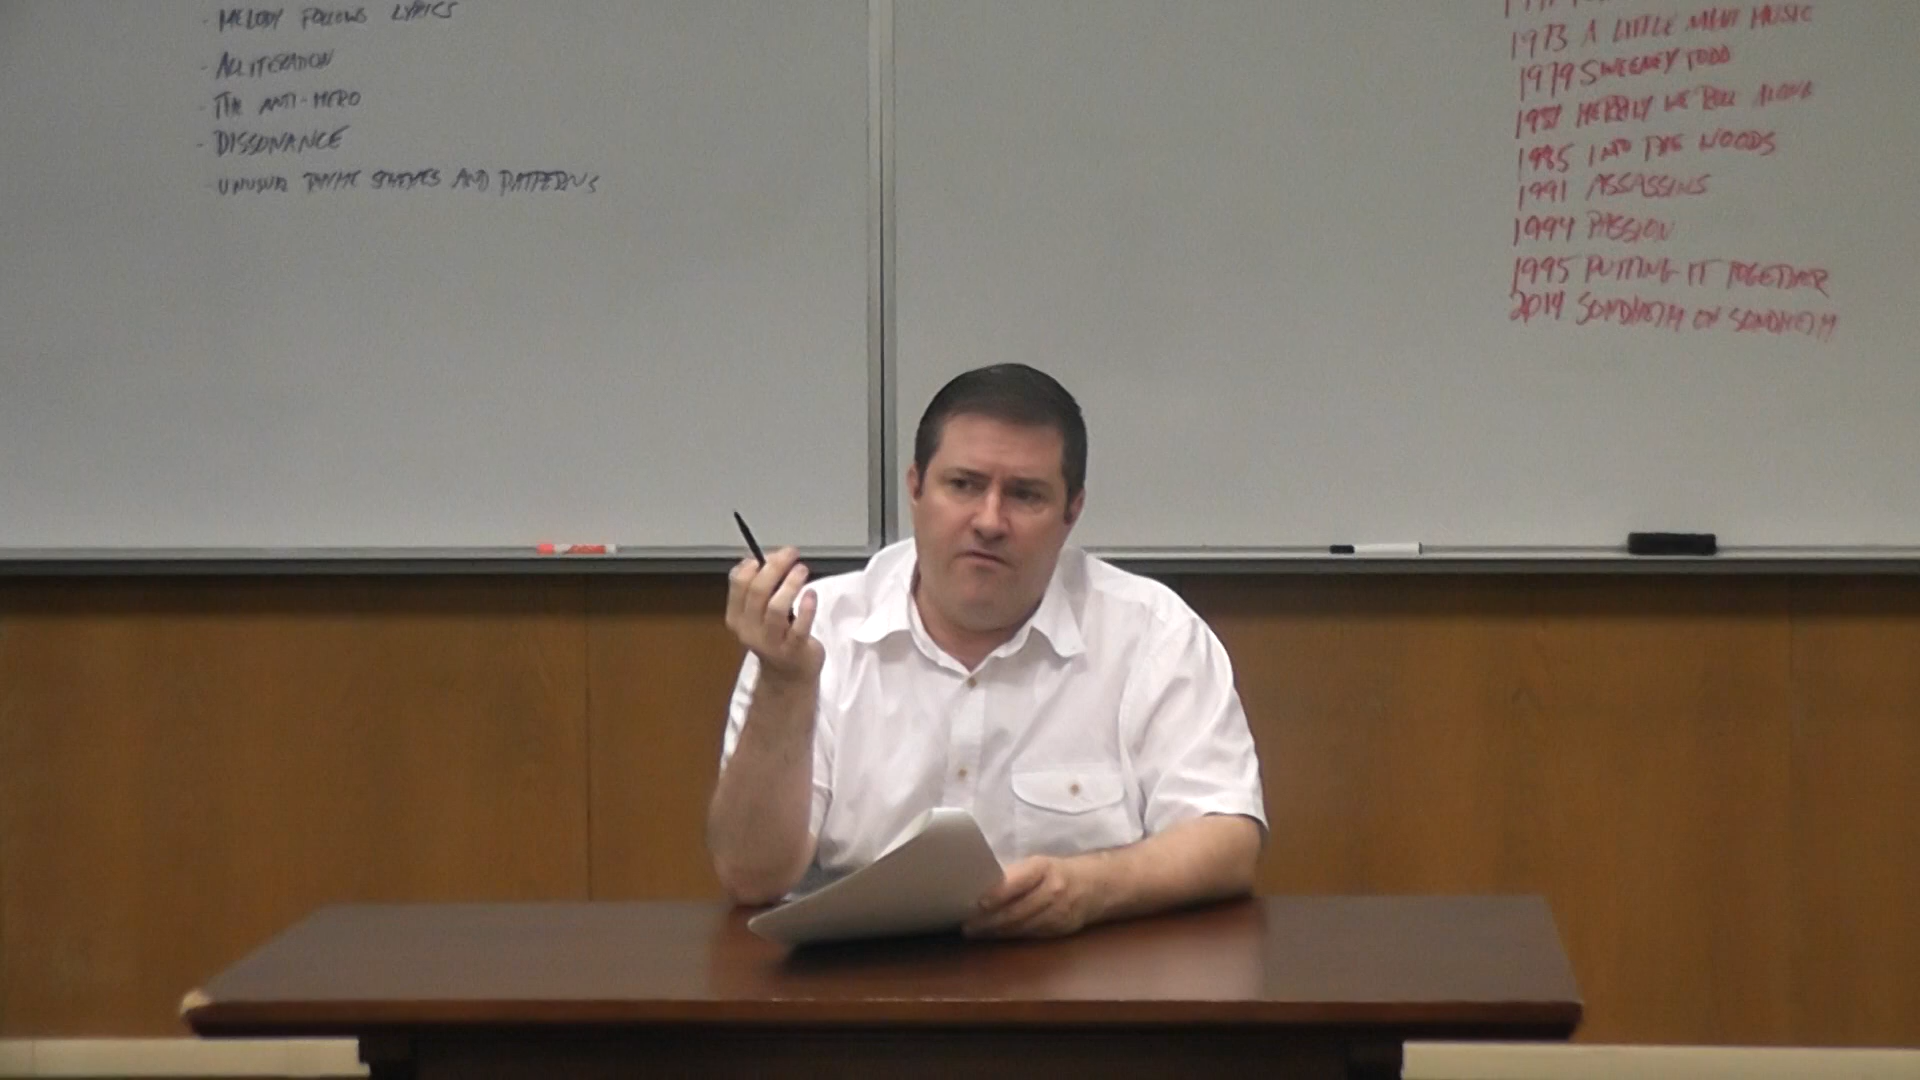 - MELODY FOLLOWS LYRICS
- ALLITERATION
- THE ANTI-HERO
- DISSONANCE
- UNUSUAL RHYME SCHEMES AND PATTERNS
1973 A LITTLE NIGHT MUSIC
1979 SWEENEY TODD
1981 MERRILY WE ROLL ALONG
1985 INTO THE WOODS
1991 ASSASSINS
1994 PASSION
1995 PUTTING IT TOGETHER
2014 SONDHEIM ON SONDHEIM